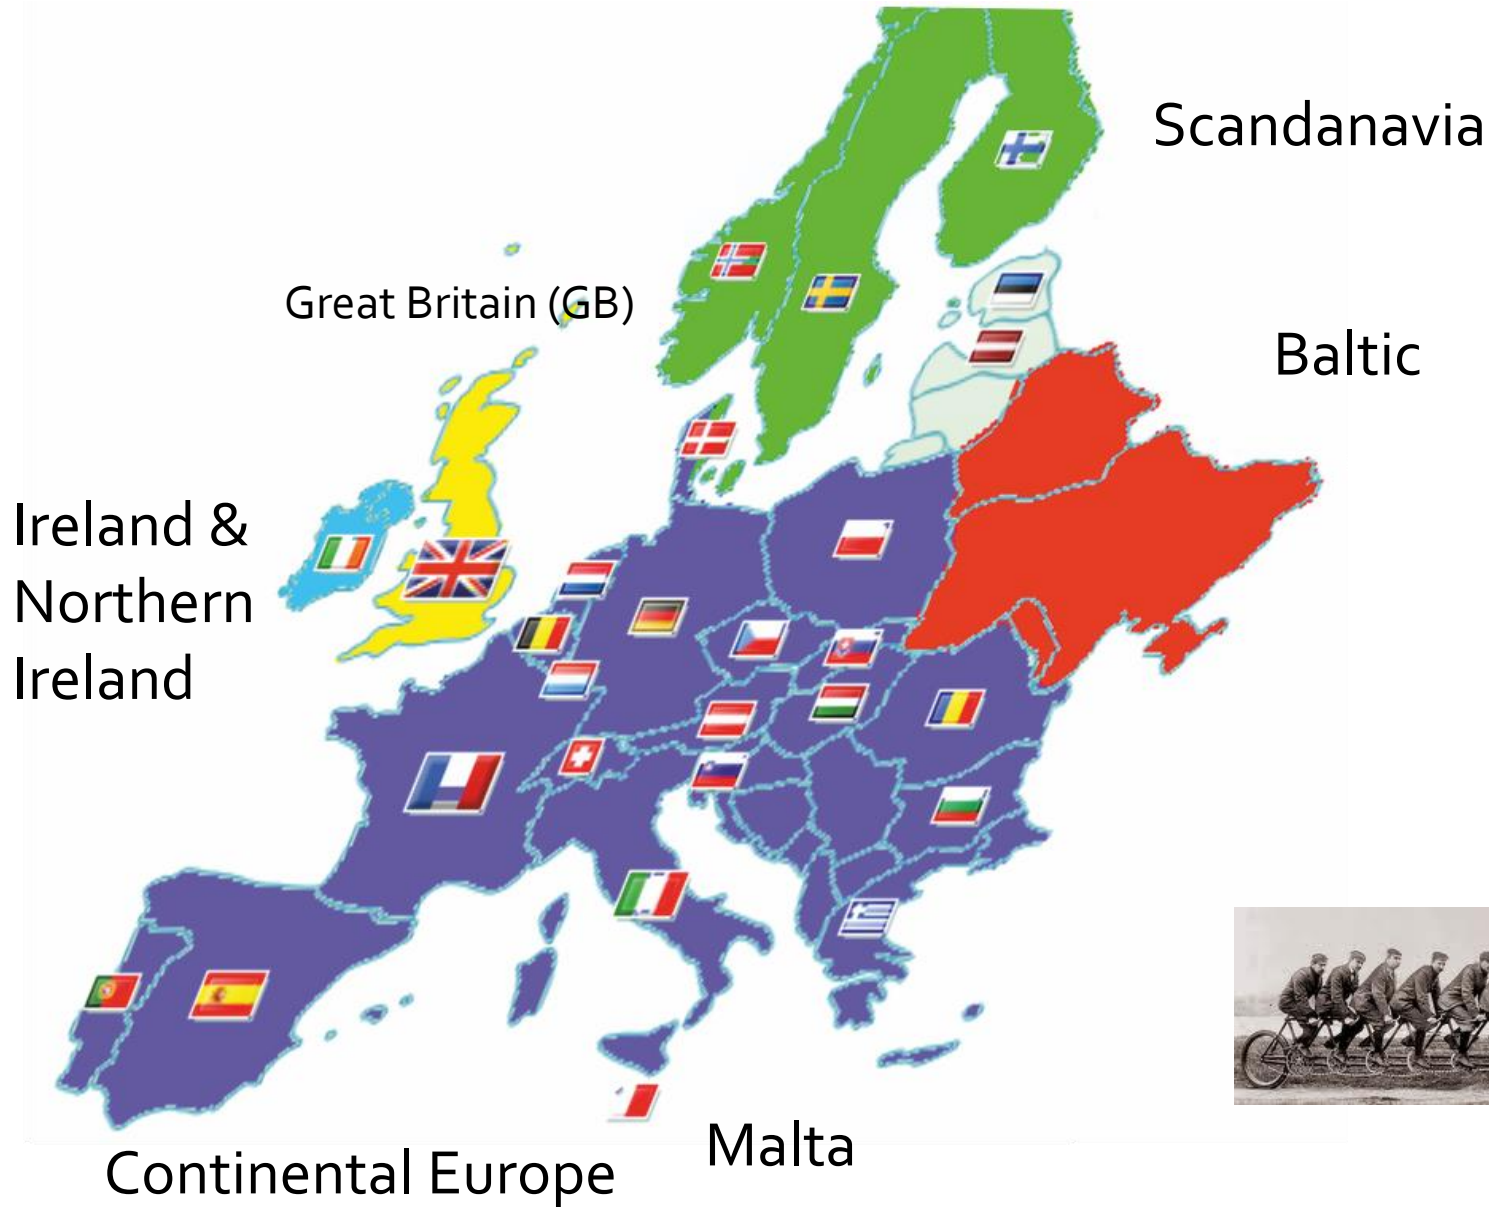 Scandanavia
Great Britain (GB)
Baltic
Ireland &
Northern
Ireland
Malta
Continental Europe